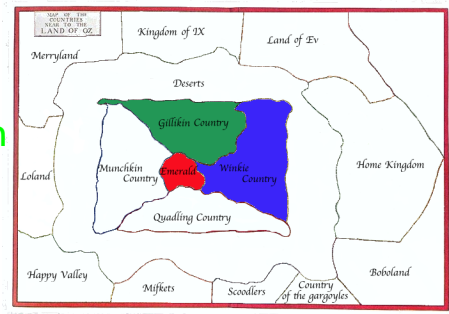 MAP OF THE
COUNTRIES
NEAR TO THE
LAND OF OZ
Kingdom of IX
Land of Ev
Merryland
Deserts
Gillikin Country
Munchkin
Country
Emerald
Winkie
Country
Home Kingdom
Loland
Quadling Country
Happy Valley
Mifkets
Scoodlers
Country
of the gargoyles
Boboland